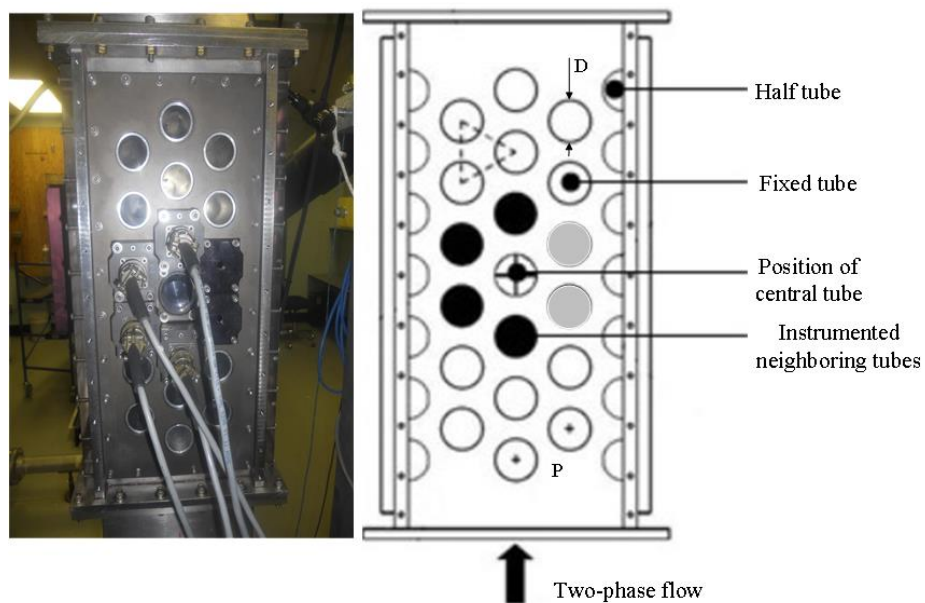 D
Half tube
Fixed tube
Position of
central tube
Instrumented
neighboring tubes
P
Two-phase flow